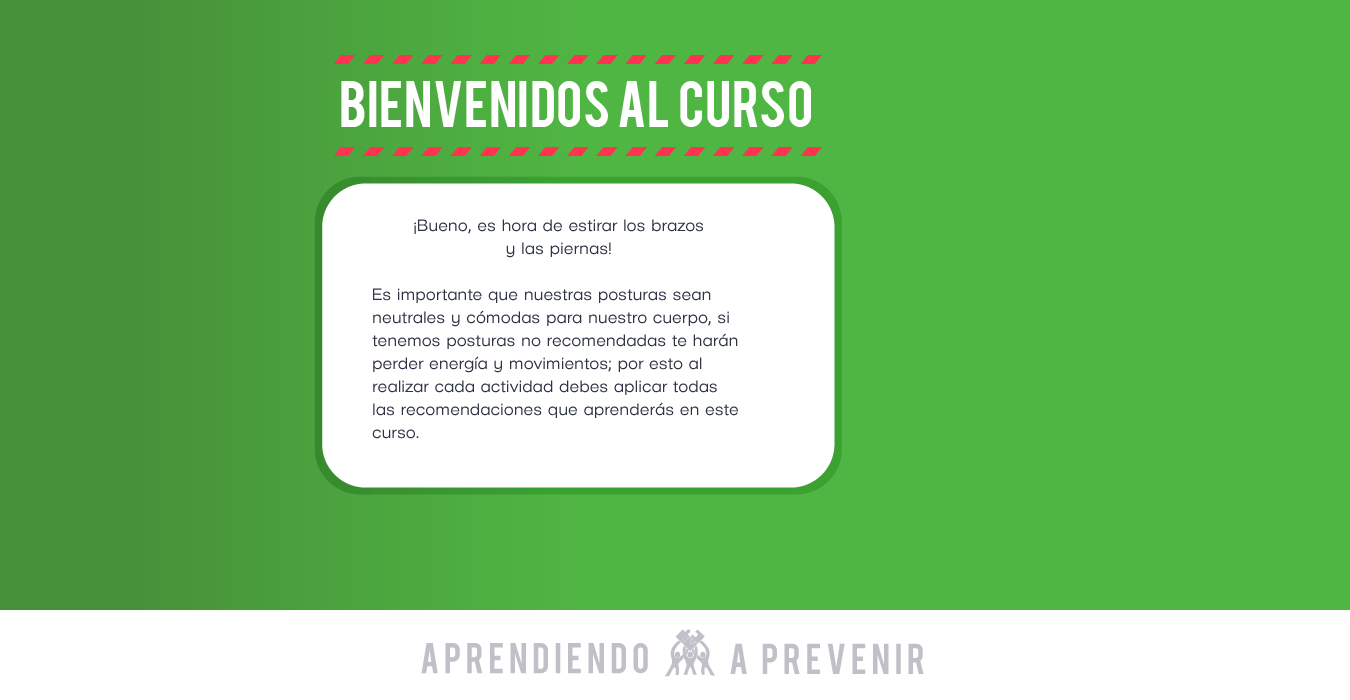 BIENVENIDOS AL CURSO
¡Bueno, es hora de estirar los brazos
y las piernas!
Es importante que nuestras posturas sean
neutrales y cómodas para nuestro cuerpo, si
tenemos posturas no recomendadas te harán
perder energía y movimientos; por esto al
realizar cada actividad debes aplicar todas
las recomendaciones que aprenderás en este
curso.
APRENDIENDO A PREVENIR